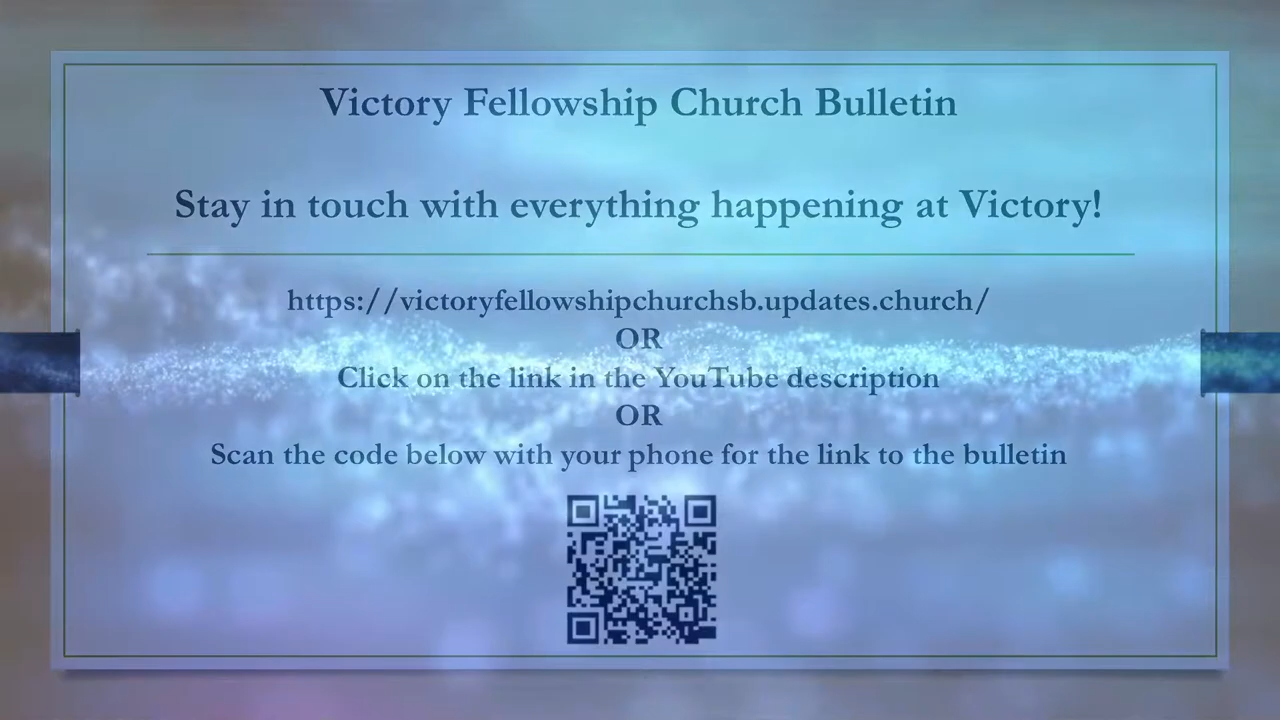 Victory Fellowship Church Bulletin
Stay in touch with everything happening at Victory!
https://victoryfellowshipchurchsb.updates.church/
OR
Click on the link in the YouTube description
OR
Scan the code below with your phone for the link to the bulletin